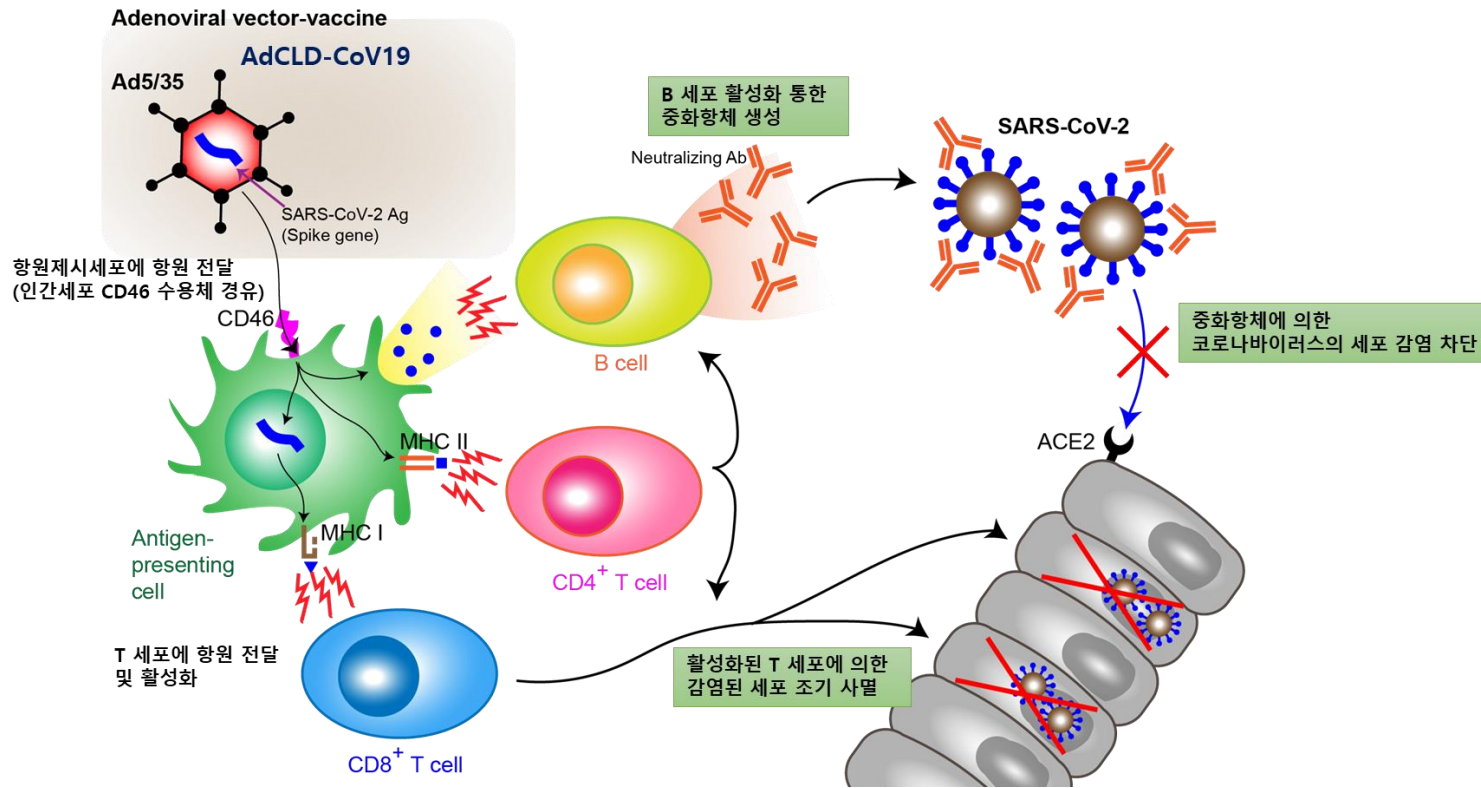 Adenoviral vector-vaccine
AdCLD-CoV19
Ad5/35
SARS-CoV-2 Ag
(Spike gene)
항원제시세포에 항원 전달
(인간세포 CD46 수용체 경유)
CD46
B 세포 활성화 통한
중화항체 생성
Neutralizing Ab
SARS-CoV-2
B cell
중화항체에 의한
코로나바이러스의 세포 감염 차단
ACE2
MHC II
MHC I
Antigen-
presenting
cell
CD4+ T cell
T 세포에 항원 전달
및 활성화
활성화된 T 세포에 의한
감염된 세포 조기 사멸
CD8+ T cell